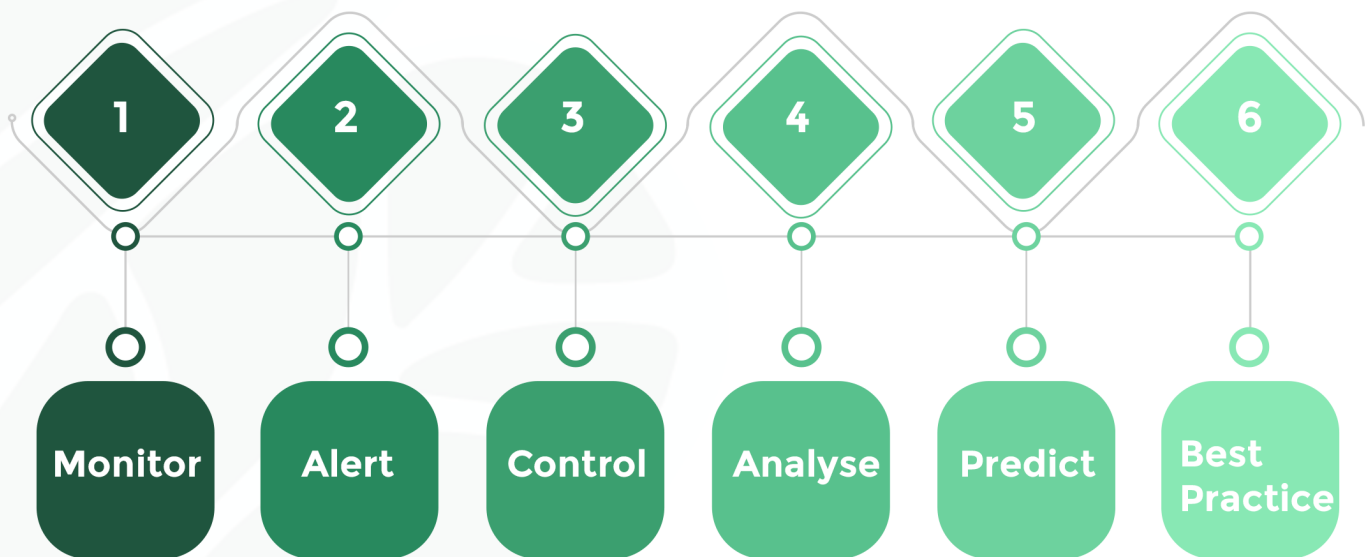 1
2
3
4
5
6
Monitor
Alert
Control
Analyse
Predict
Best
Practice